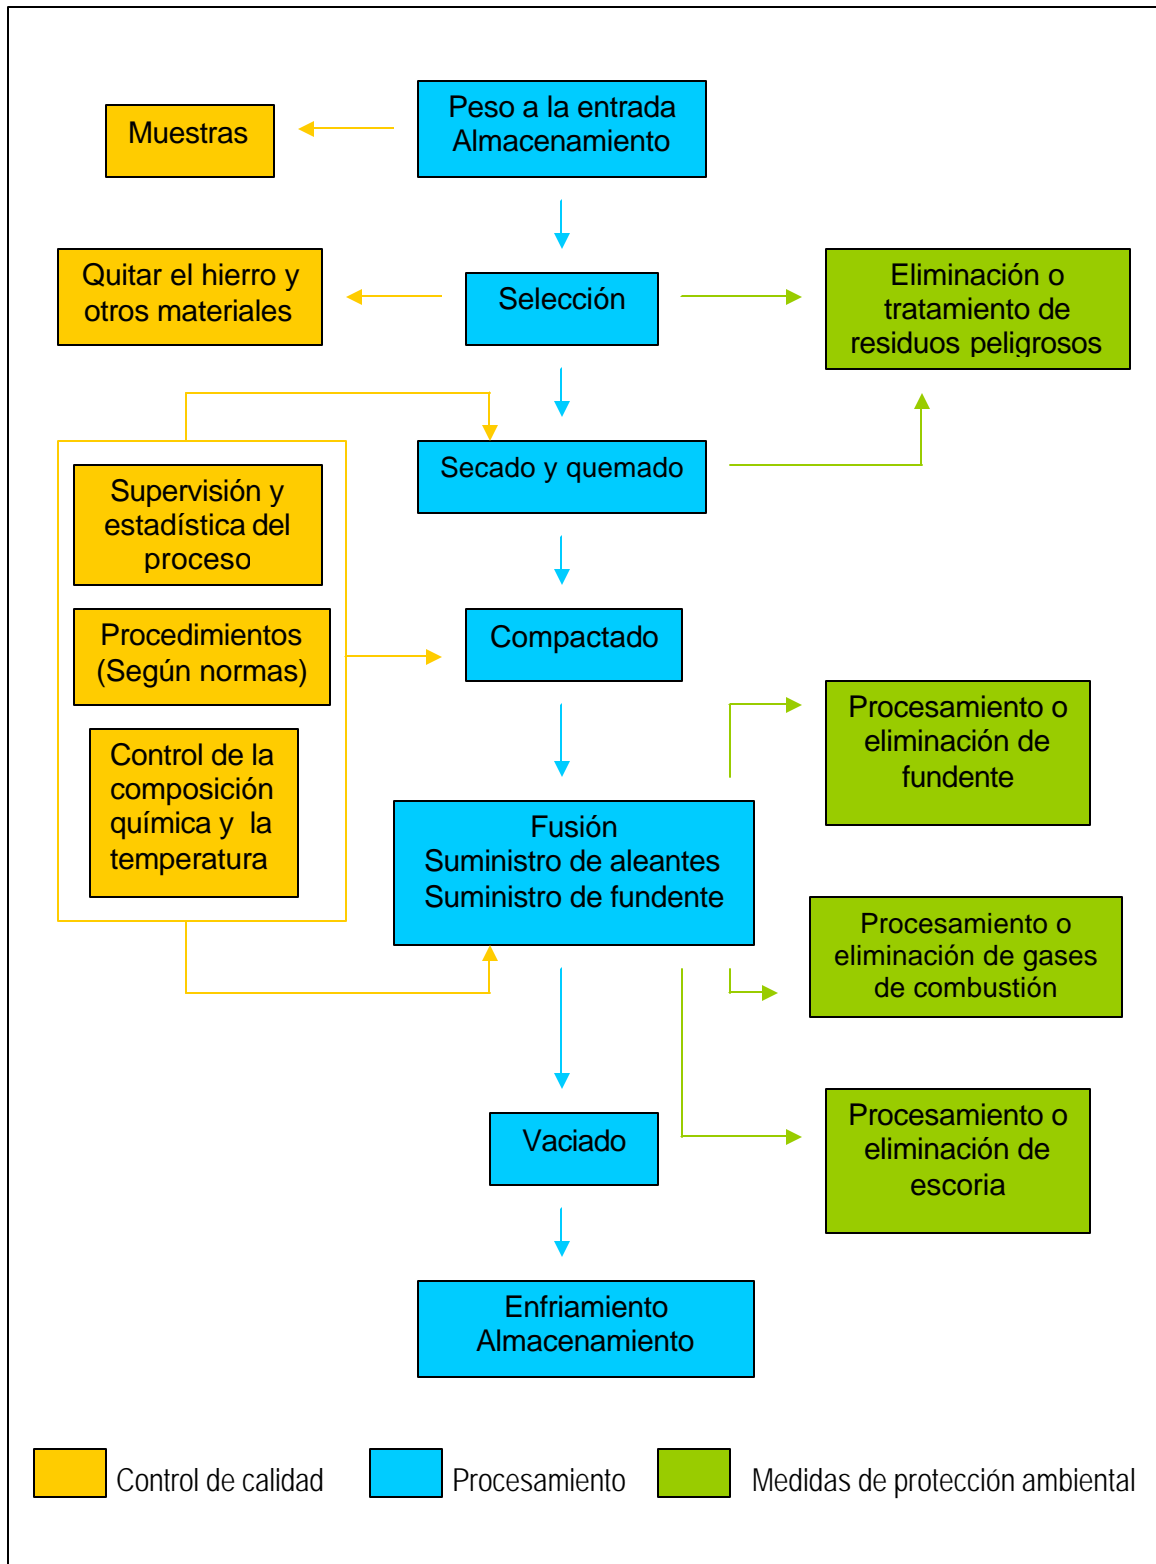 Peso a la entrada
Almacenamiento
Muestras
Quitar el hierro y
otros materiales
Selección
Eliminación o
tratamiento de
residuos peligrosos
Secado y quemado
Supervisión y
estadística del
proceso
Procedimientos
(Según normas)
Compactado
Control de la
composición
química y la
temperatura
Procesamiento o
eliminación de
fundente
Fusión
Suministro de aleantes
Suministro de fundente
Procesamiento o
eliminación de gases
de combustión
Vaciado
Procesamiento o
eliminación de
escoria
Enfriamiento
Almacenamiento
Control de calidad
Procesamiento
Medidas de protección ambiental